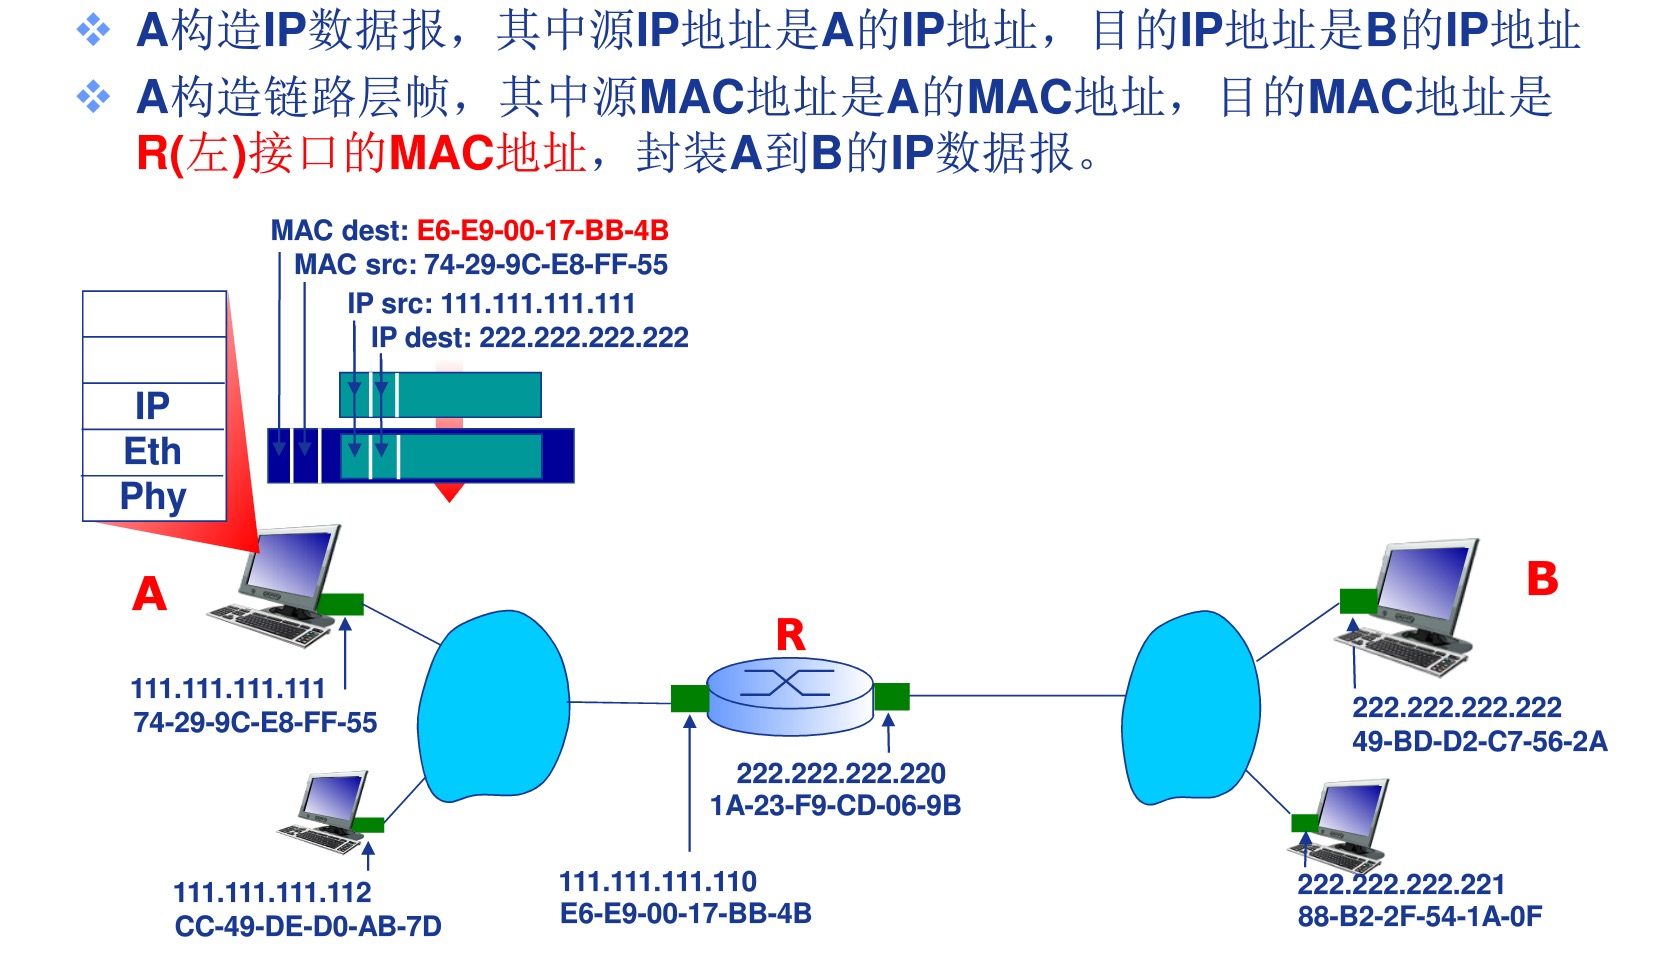 A构造IP数据报，其中源IP地址是A的IP地址，目的IP地址是B的IP地址
A构造链路层帧，其中源MAC地址是A的MAC地址，目的MAC地址是
R(左)接口的MAC地址，封装A到B的IP数据报。
MAC dest: E6-E9-00-17-BB-4B
MAC src: 74-29-9C-E8-FF-55
IP src: 111.111.111.111
IP dest: 222.222.222.222
IP
Eth
Phy
A
B
R
111.111.111.111
74-29-9C-E8-FF-55
222.222.222.222
49-BD-D2-C7-56-2A
222.222.222.220
1A-23-F9-CD-06-9B
111.111.111.110
E6-E9-00-17-BB-4B
111.111.111.112
CC-49-DE-D0-AB-7D
222.222.222.221
88-B2-2F-54-1A-0F